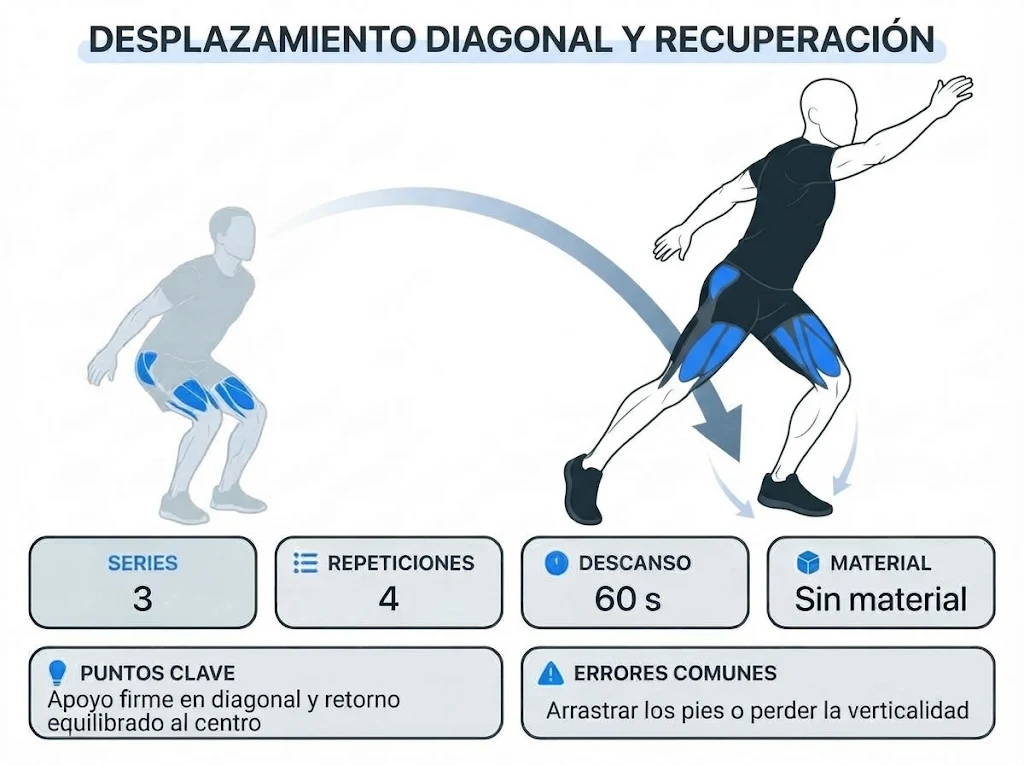 DESPLAZAMIENTO DIAGONAL Y RECUPERACIÓN
SERIES
3
REPETICIONES
4
DESCANSO
60 s
MATERIAL
Sin material
PUNTOS CLAVE
Apoyo firme en diagonal y retorno
equilibrado al centro
ERRORES COMUNES
Arrastrar los pies o perder la verticalidad